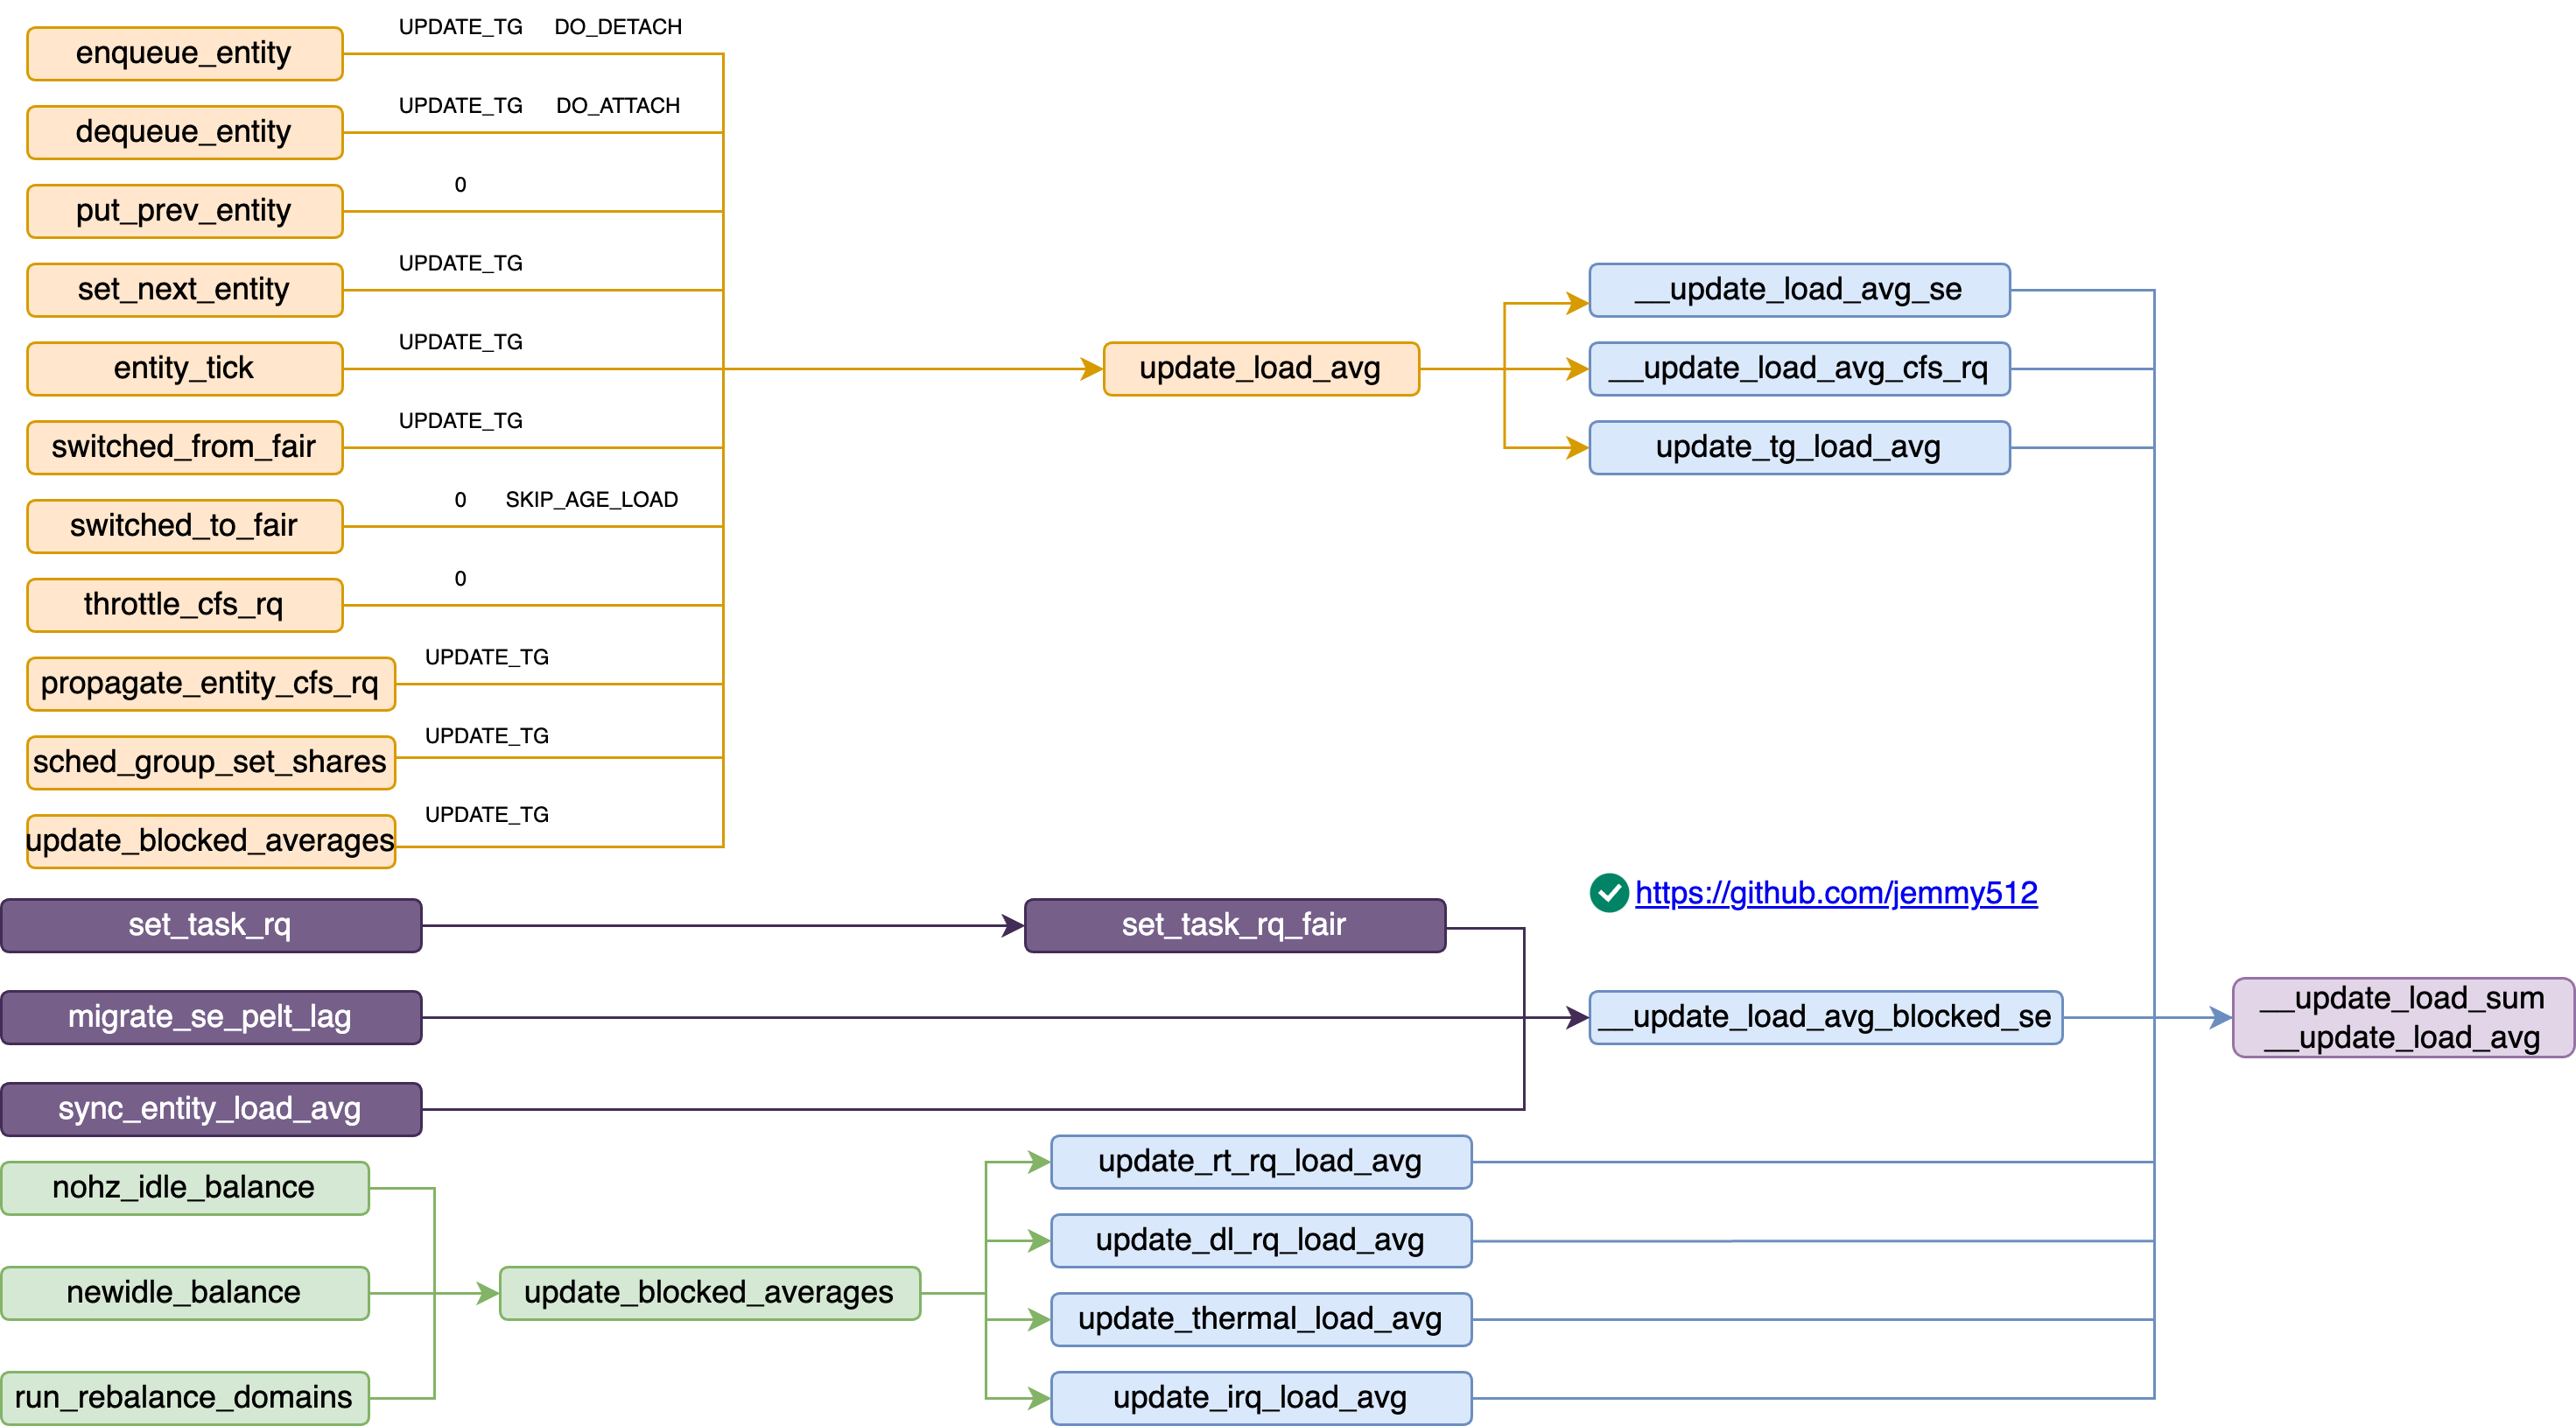 UPDATE_TG DO_DETACH
enqueue_entity
UPDATE_TG DO_ATTACH
dequeue_entity
0
put_prev_entity
UPDATE_TG
set_next_entity
__update_load_avg_se
UPDATE_TG
entity_tick
update_load_avg
__update_load_avg_cfs_rq
UPDATE_TG
switched_from_fair
update_tg_load_avg
0 SKIP_AGE_LOAD
switched_to_fair
0
throttle_cfs_rq
UPDATE_TG
propagate_entity_cfs_rq
UPDATE_TG
sched_group_set_shares
UPDATE_TG
update_blocked_averages
https://github.com/jemmy512
set_task_rq
set_task_rq_fair
migrate_se_pelt_lag
__update_load_avg_blocked_se
__update_load_sum
__update_load_avg
sync_entity_load_avg
update_rt_rq_load_avg
nohz_idle_balance
update_dl_rq_load_avg
newidle_balance
update_blocked_averages
update_thermal_load_avg
run_rebalance_domains
update_irq_load_avg